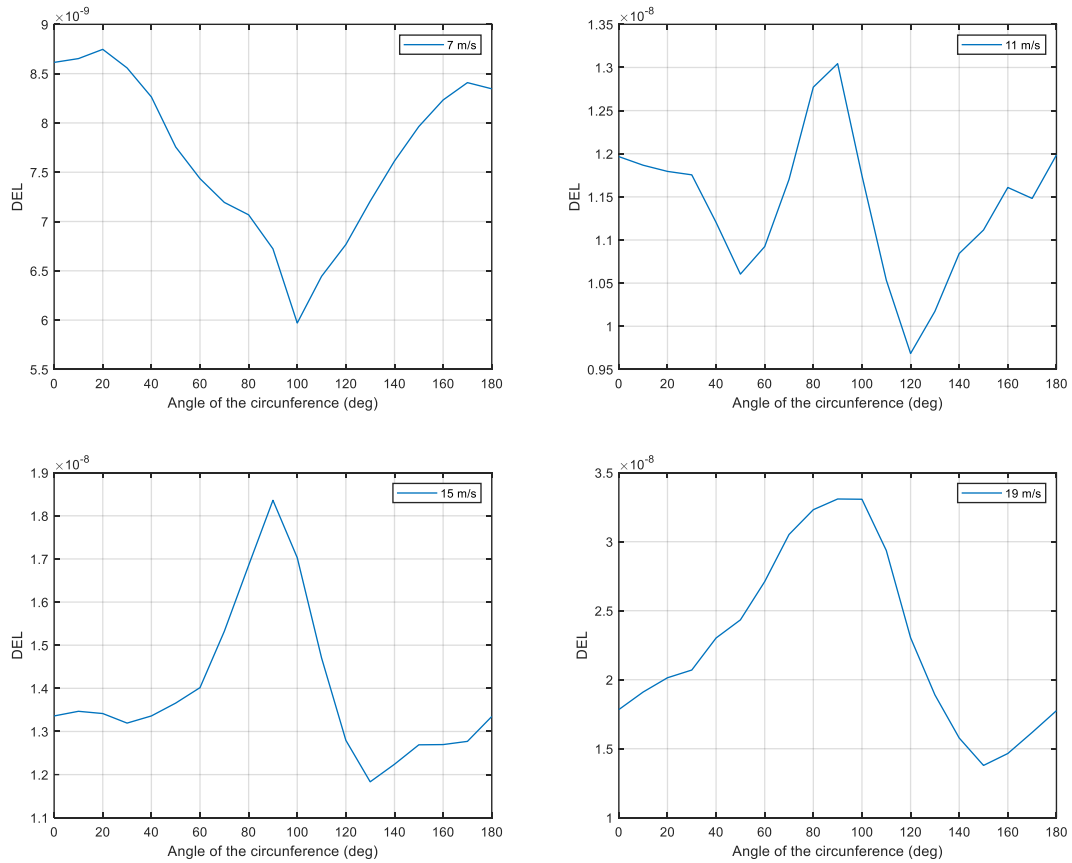 ×10⁻⁹
9
8.5
8
7.5
7
6.5
6
5.5
DEL
7 m/s
0 20 40 60 80 100 120 140 160 180
Angle of the circunference (deg)
×10⁻⁸
1.35
1.3
1.25
1.2
1.15
1.1
1.05
1
0.95
DEL
11 m/s
0 20 40 60 80 100 120 140 160 180
Angle of the circunference (deg)
×10⁻⁸
1.9
1.8
1.7
1.6
1.5
1.4
1.3
1.2
1.1
DEL
15 m/s
0 20 40 60 80 100 120 140 160 180
Angle of the circunference (deg)
×10⁻⁸
3.5
3
2.5
2
1.5
1
DEL
19 m/s
0 20 40 60 80 100 120 140 160 180
Angle of the circunference (deg)